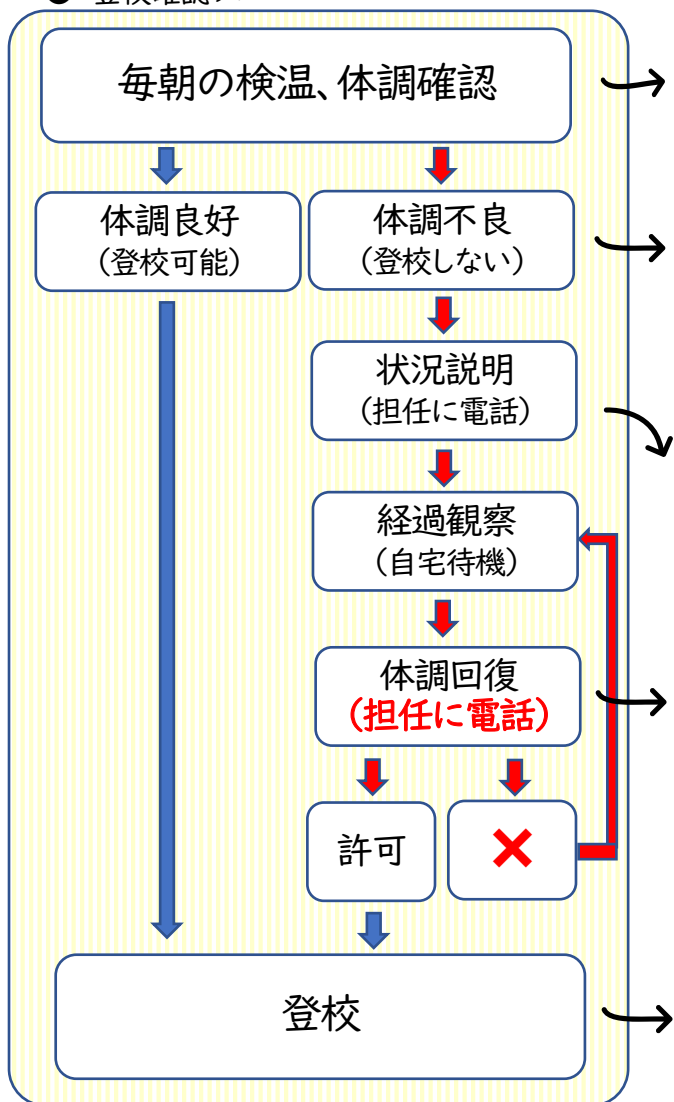 毎朝の検温、体調確認
体調良好
(登校可能)
体調不良
(登校しない)
状況説明
(担任に電話)
経過観察
(自宅待機)
体調回復
(担任に電話)
許可
×
登校